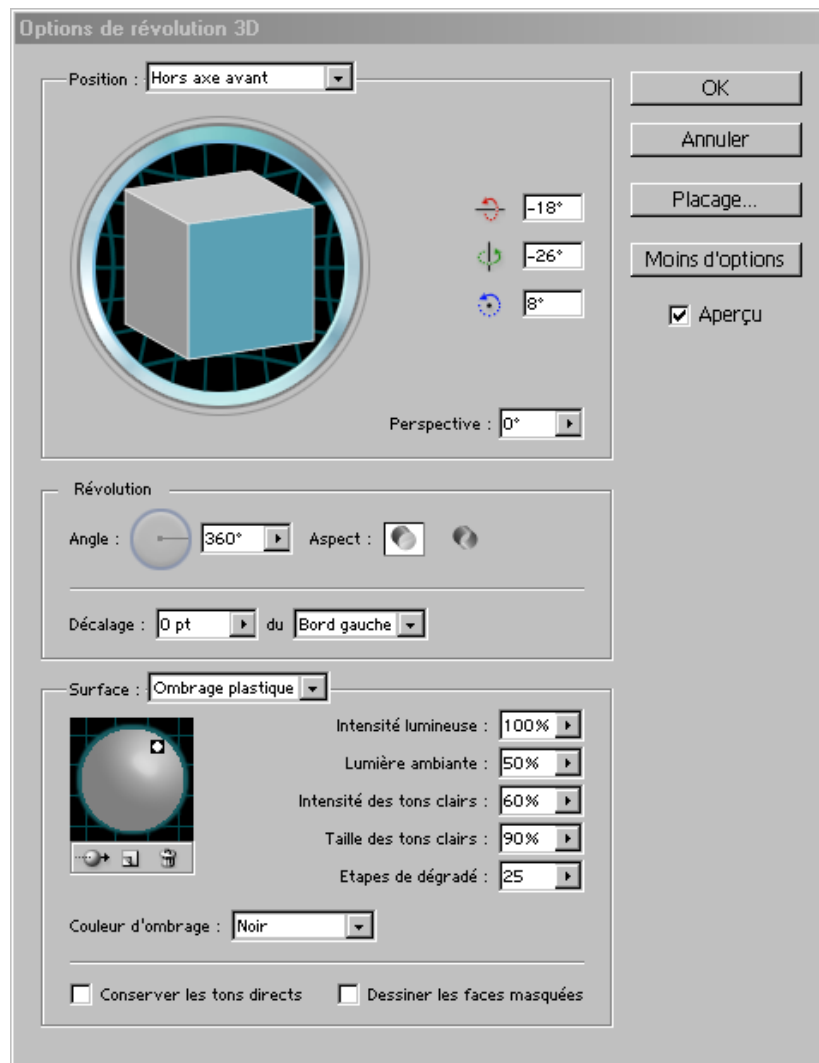 Options de révolution 3D
Position : Hors axe avant
OK
Annuler
Placage...
Moins d'options
Aperçu
-18°
-26°
8°
Perspective : 0°
Révolution
Angle : 360° Aspect :
Décalage : 0 pt du Bord gauche
Surface : Ombrage plastique
Intensité lumineuse : 100%
Lumière ambiante : 50%
Intensité des tons clairs : 60%
Taille des tons clairs : 90%
Etapes de dégradé : 25
Couleur d'ombrage : Noir
Conserver les tons directs Dessiner les faces masquées